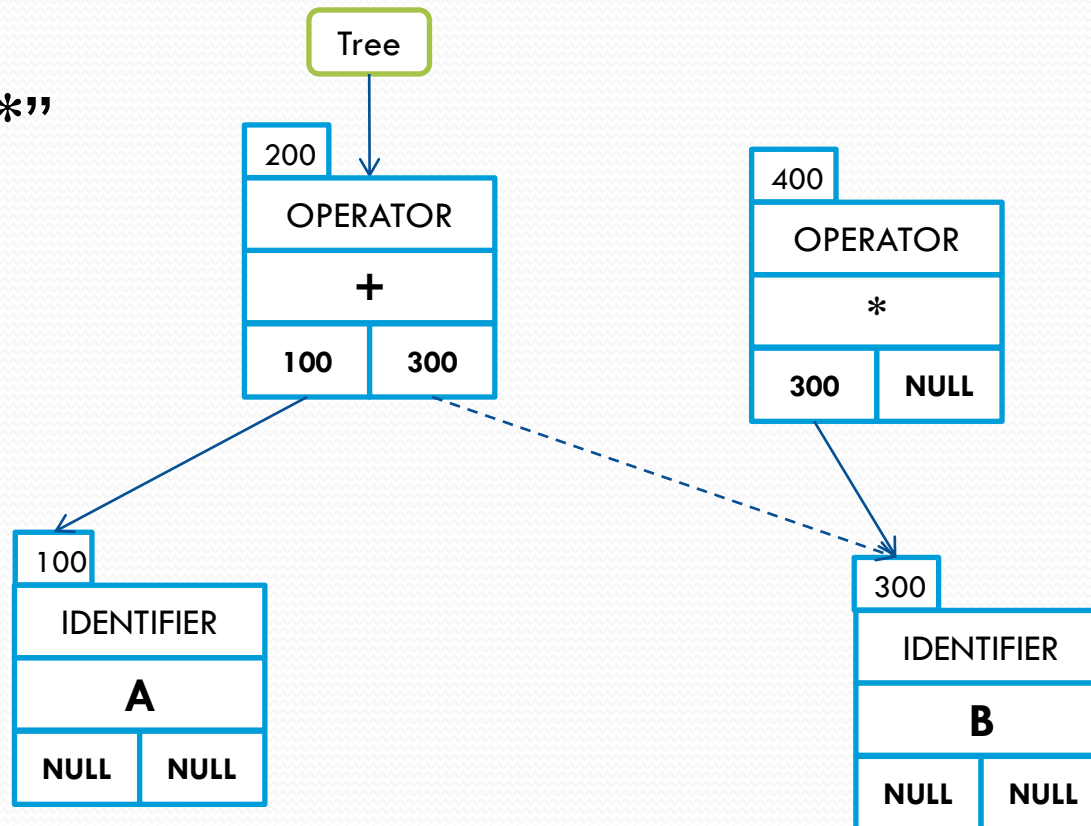 Tree
*”
200
OPERATOR
+
100 300
400
OPERATOR
*
300 NULL
100
IDENTIFIER
A
NULL NULL
300
IDENTIFIER
B
NULL NULL